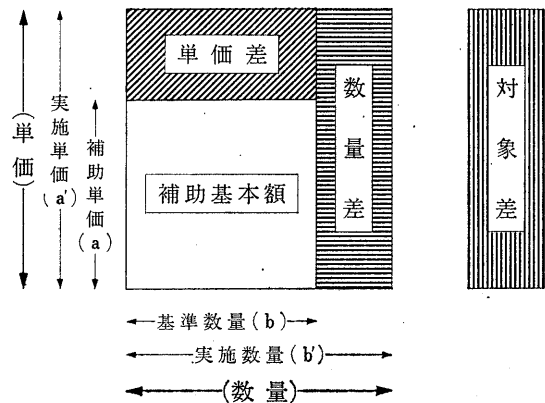 単価差
数量差
対象差
補助基本額
(単価)
実施単価(a')
補助単価(a)
基準数量(b)
実施数量(b')
(数量)